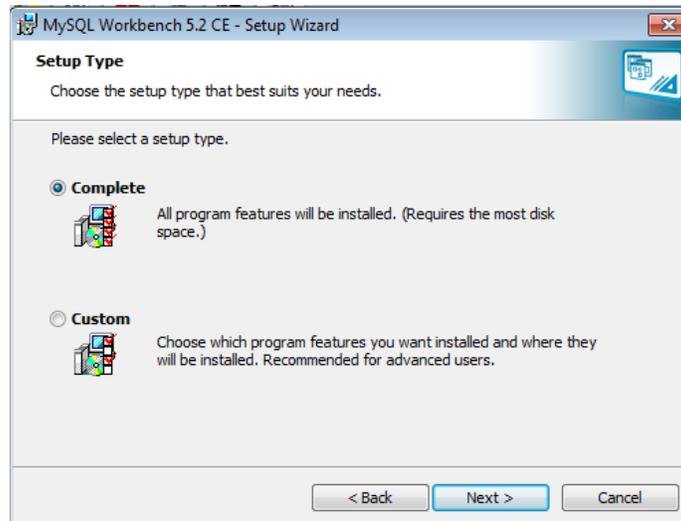 MySQL Workbench 5.2 CE - Setup Wizard
Setup Type
Choose the setup type that best suits your needs.
Please select a setup type.
Complete
All program features will be installed. (Requires the most disk
space.)
Custom
Choose which program features you want installed and where they
will be installed. Recommended for advanced users.
< Back Next > Cancel